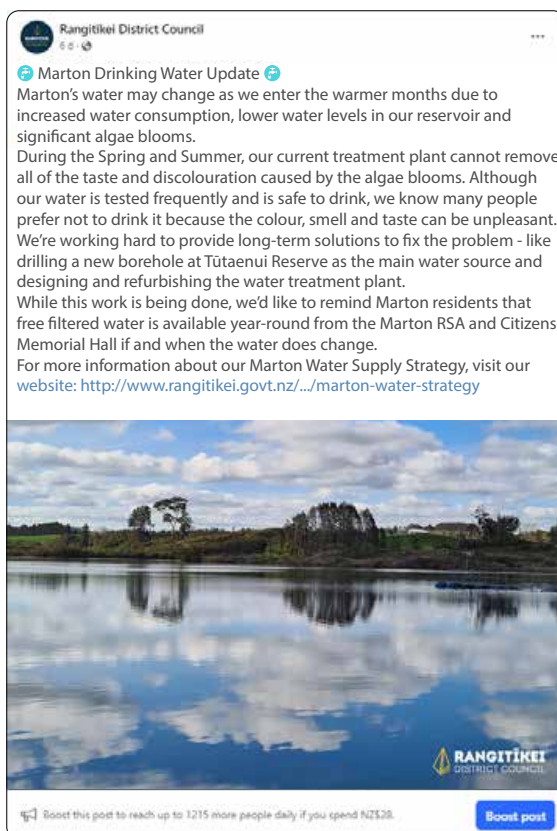 Rangitikei District Council
6 d
Marton Drinking Water Update
Marton's water may change as we enter the warmer months due to
increased water consumption, lower water levels in our reservoir and
significant algae blooms.
During the Spring and Summer, our current treatment plant cannot remove
all of the taste and discolouration caused by the algae blooms. Although
our water is tested frequently and is safe to drink, we know many people
prefer not to drink it because the colour, smell and taste can be unpleasant.
We're working hard to provide long-term solutions to fix the problem - like
drilling a new borehole at Tūtaenui Reserve as the main water source and
designing and refurbishing the water treatment plant.
While this work is being done, we'd like to remind Marton residents that
free filtered water is available year-round from the Marton RSA and Citizens
Memorial Hall if and when the water does change.
For more information about our Marton Water Supply Strategy, visit our
website: http://www.rangitikei.govt.nz/.../marton-water-strategy
RANGITĪKEI
DISTRICT COUNCIL
Boost this post to reach up to 1215 more people daily if you spend NZ$28.
Boost post